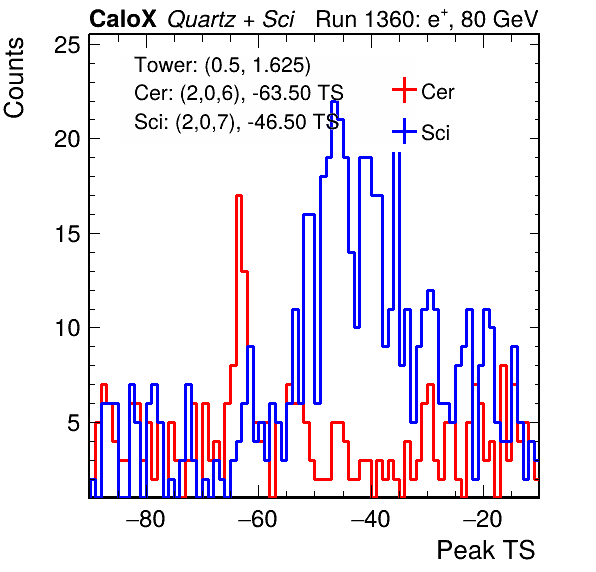 CaloX Quartz + Sci Run 1360: e⁺, 80 GeV
Counts
25
20
15
10
5
Tower: (0.5, 1.625)
Cer: (2,0,6), -63.50 TS
Sci: (2,0,7), -46.50 TS
Cer
Sci
−80 −60 −40 −20
Peak TS